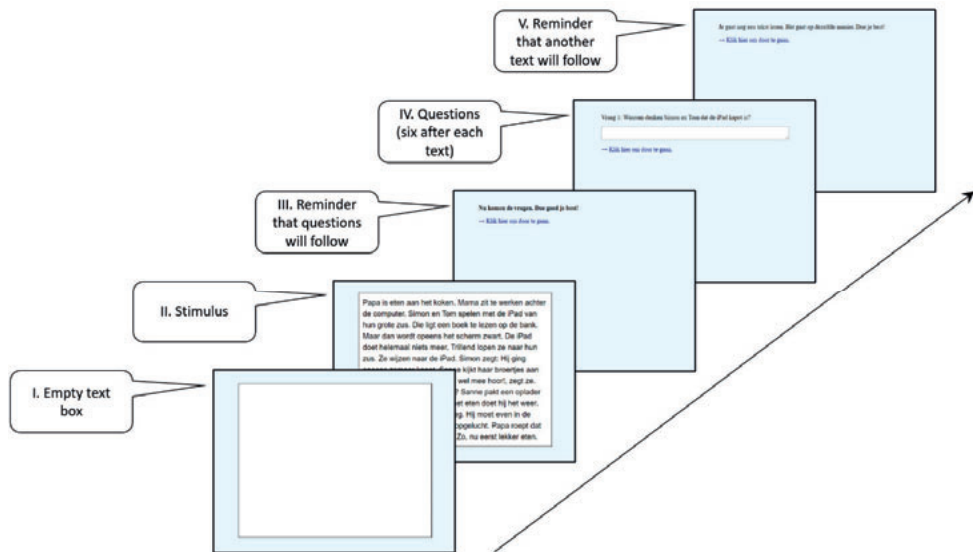 V. Reminder
that another
text will follow
Je gaat nog een tekst lezen. Het gaat op dezelfde manier. Doe je best!
→ Klik hier om door te gaan.
IV. Questions
(six after each
text)
Vraag 1: Waarom denken Simon en Tom dat de iPad kapot is?
→ Klik hier om door te gaan.
III. Reminder
that questions
will follow
Nu komen de vragen. Doe goed je best!
→ Klik hier om door te gaan.
II. Stimulus
Papa is eten aan het koken. Mama zit te werken achter
de computer. Simon en Tom spelen met de iPad van
hun grote zus. Die ligt een boek te lezen op de bank.
Maar dan wordt opeens het scherm zwart. De iPad
doet helemaal niets meer. Trillend lopen ze naar hun
zus. Ze wijzen naar de iPad. Simon zegt: Hij ging
kijkt haar broertjes aan
wel mee hoor!, zegt ze.
? Sanne pakt een oplader
eten doet hij het weer.
Hij moet even in de
opgelucht. Papa roept dat
Zo, nu eerst lekker eten.
I. Empty text
box